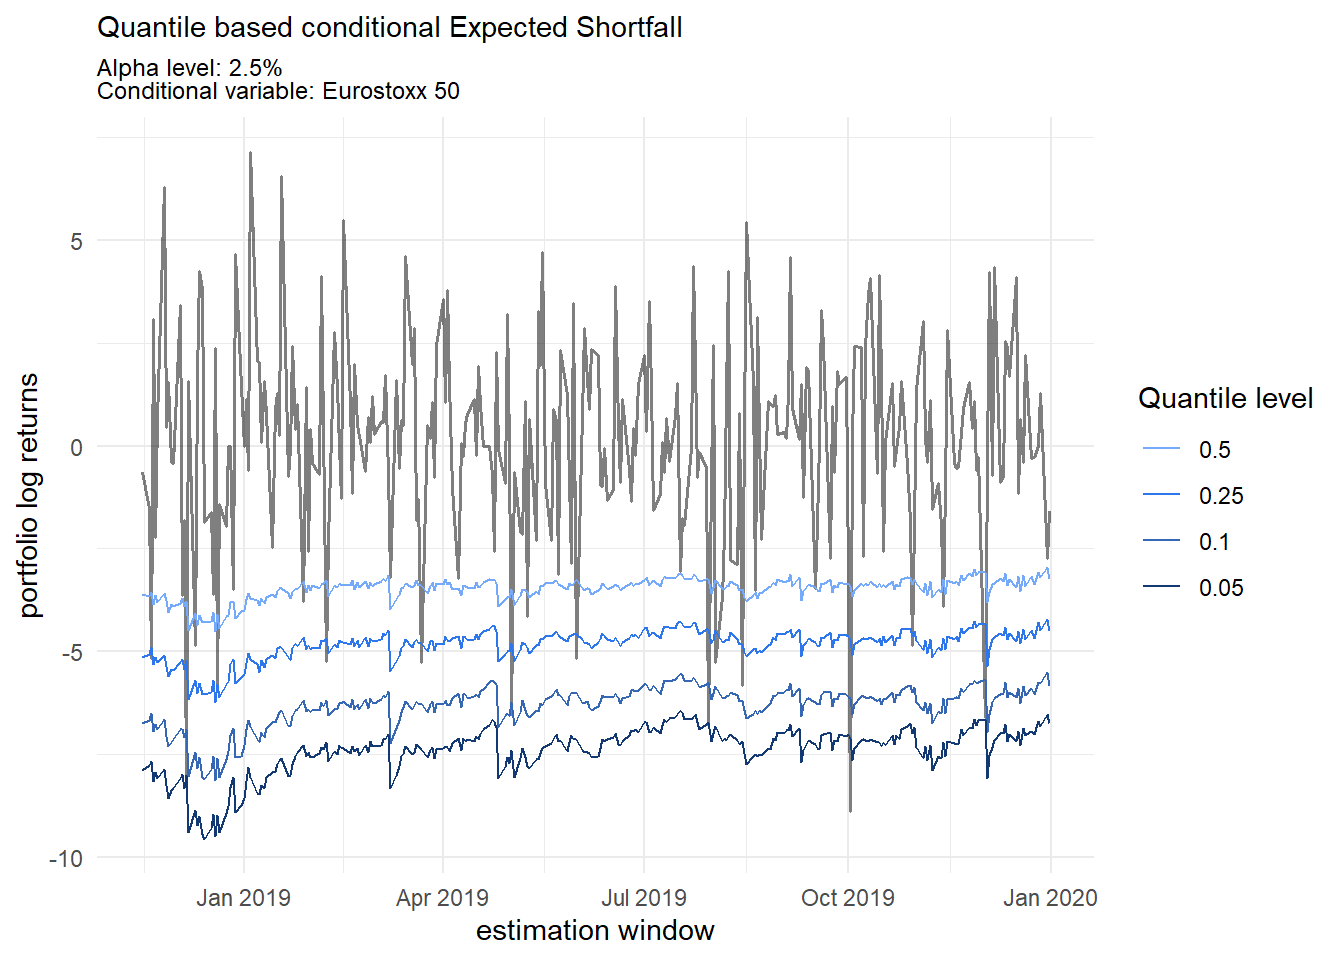 Quantile based conditional Expected Shortfall
Alpha level: 2.5%
Conditional variable: Eurostoxx 50
portfolio log returns
5
0
-5
-10
Jan 2019
Apr 2019
Jul 2019
Oct 2019
Jan 2020
estimation window
Quantile level
0.5
0.25
0.1
0.05